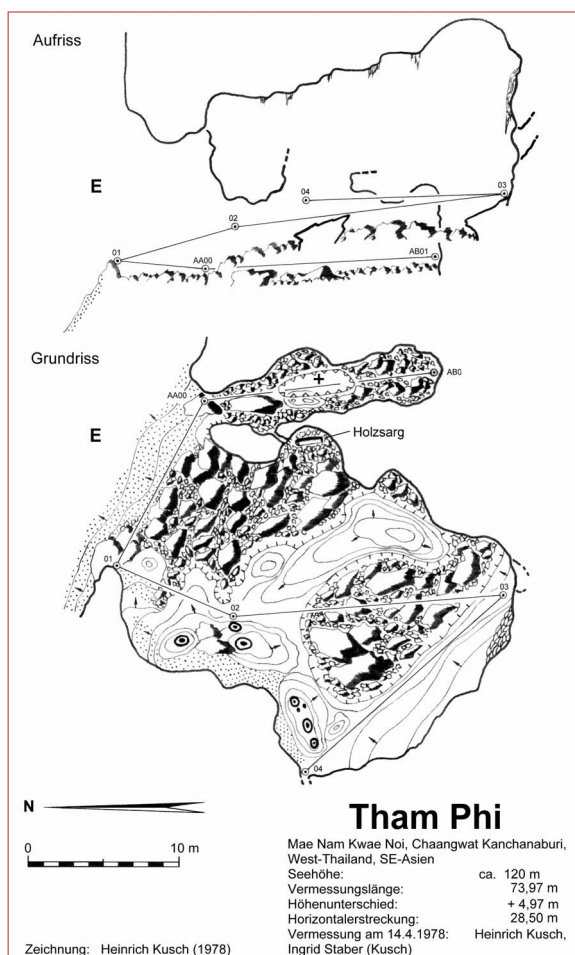 Aufriss
E
04
03
02
01
AA00
AB01
Grundriss
AA00
AB0
E
Holzsarg
01
02
03
04
N
0 10 m
Tham Phi
Mae Nam Kwae Noi, Chaangwat Kanchanaburi,
West-Thailand, SE-Asien
Seehöhe: ca. 120 m
Vermessungslänge: 73,97 m
Höhenunterschied: + 4,97 m
Horizontalerstreckung: 28,50 m
Vermessung am 14.4.1978: Heinrich Kusch,
Zeichnung: Heinrich Kusch (1978) Ingrid Staber (Kusch)